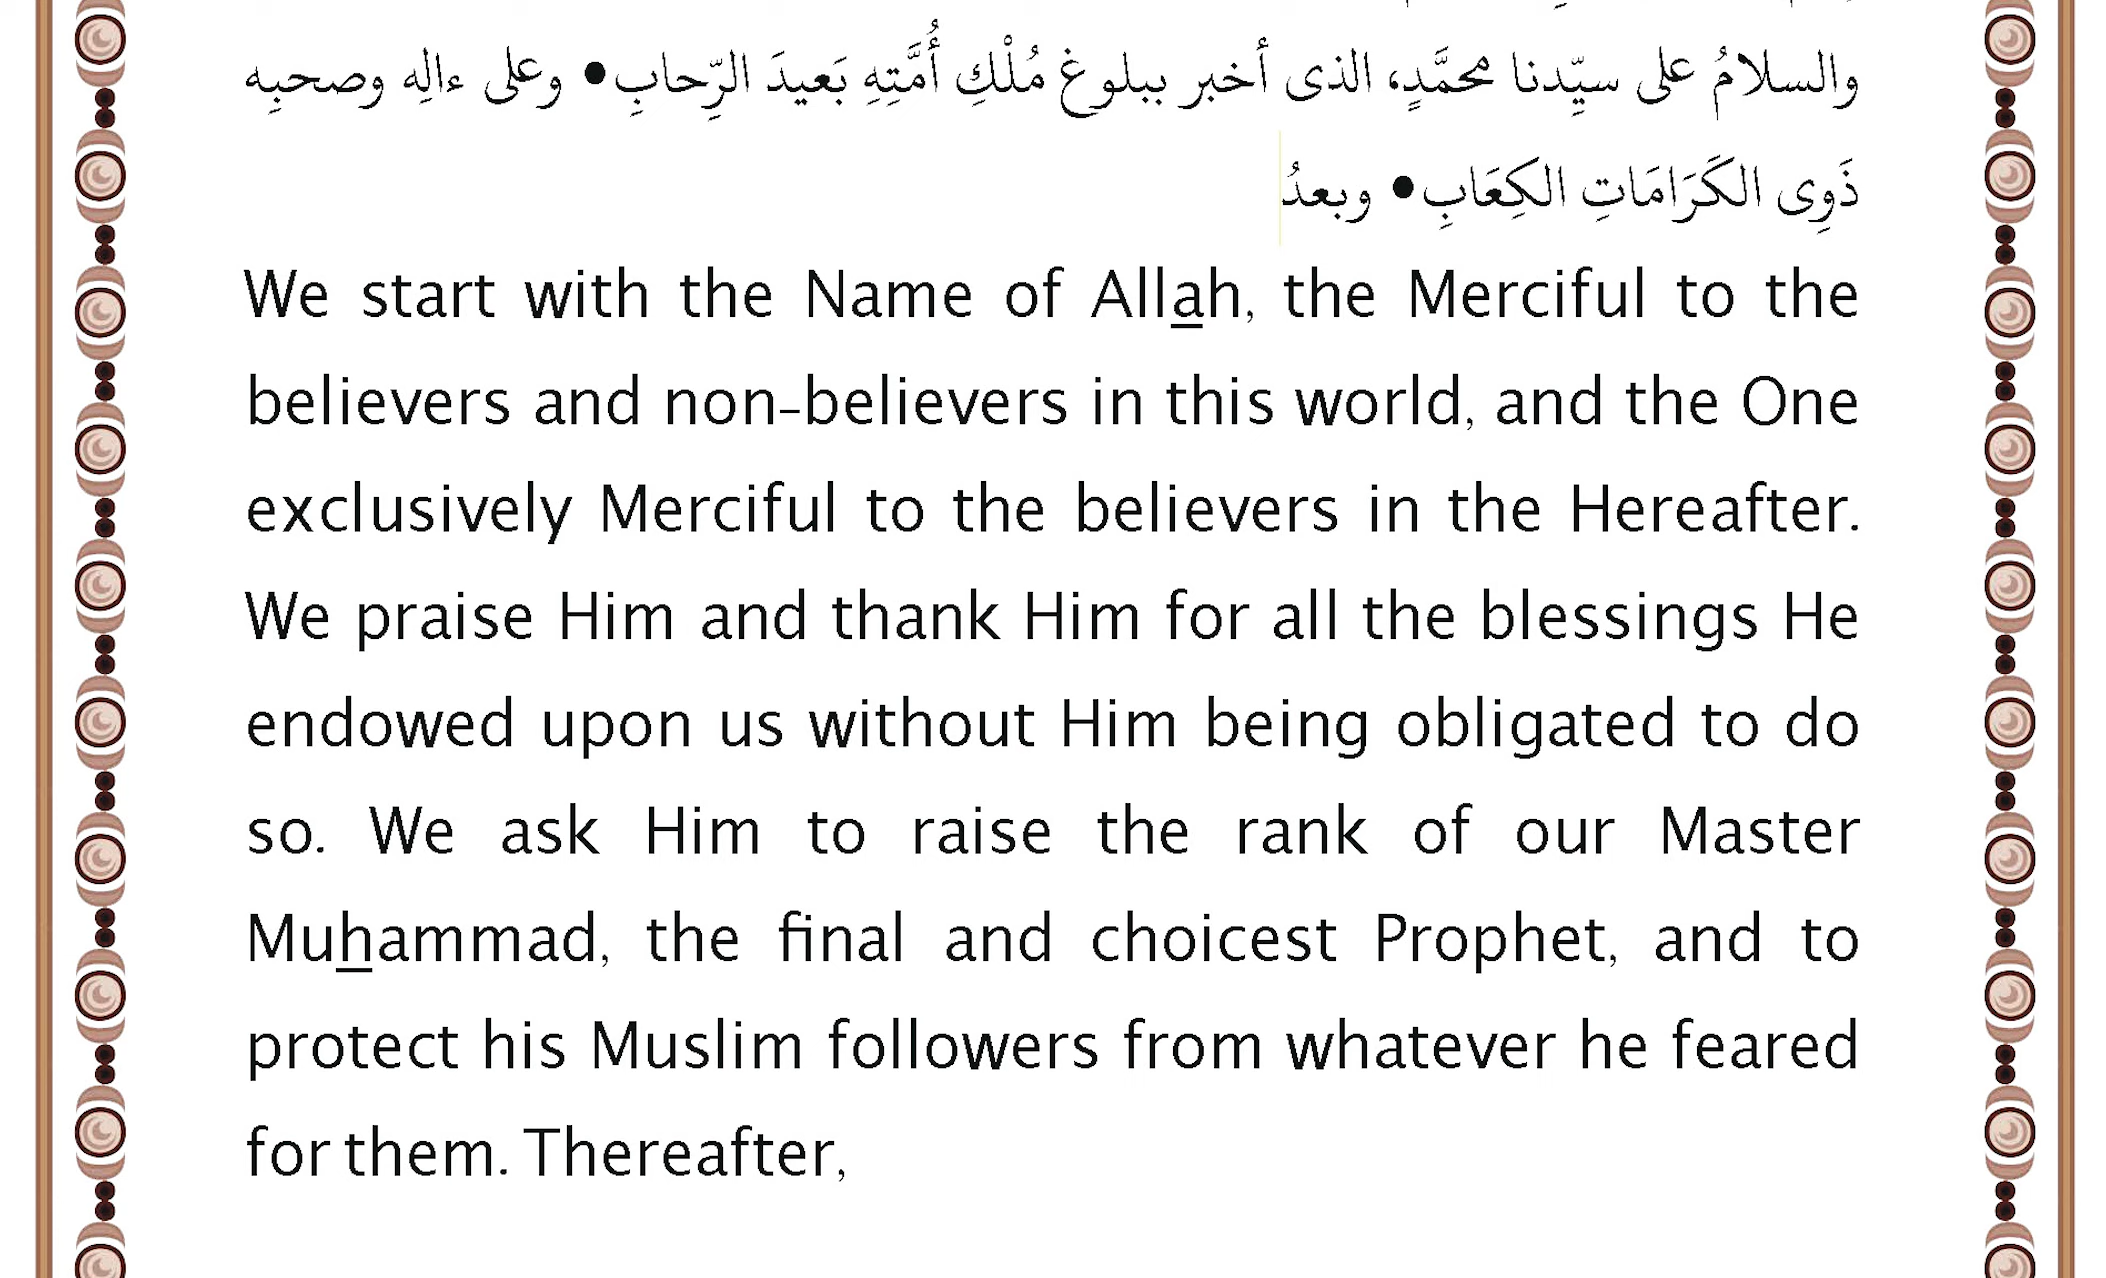 والسلامُ على سيِّدنا محمَّدٍ، الذى أخبر ببلوغ مُلْكِ أُمَّتِهِ بَعيدَ الرِّحابِ• وعلى ءالِهِ وصحبِه
ذَوِى الكَرَامَاتِ الكِعَابِ• وبعدُ
We start with the Name of Allah, the Merciful to the
believers and non-believers in this world, and the One
exclusively Merciful to the believers in the Hereafter.
We praise Him and thank Him for all the blessings He
endowed upon us without Him being obligated to do
so. We ask Him to raise the rank of our Master
Muhammad, the final and choicest Prophet, and to
protect his Muslim followers from whatever he feared
for them. Thereafter,